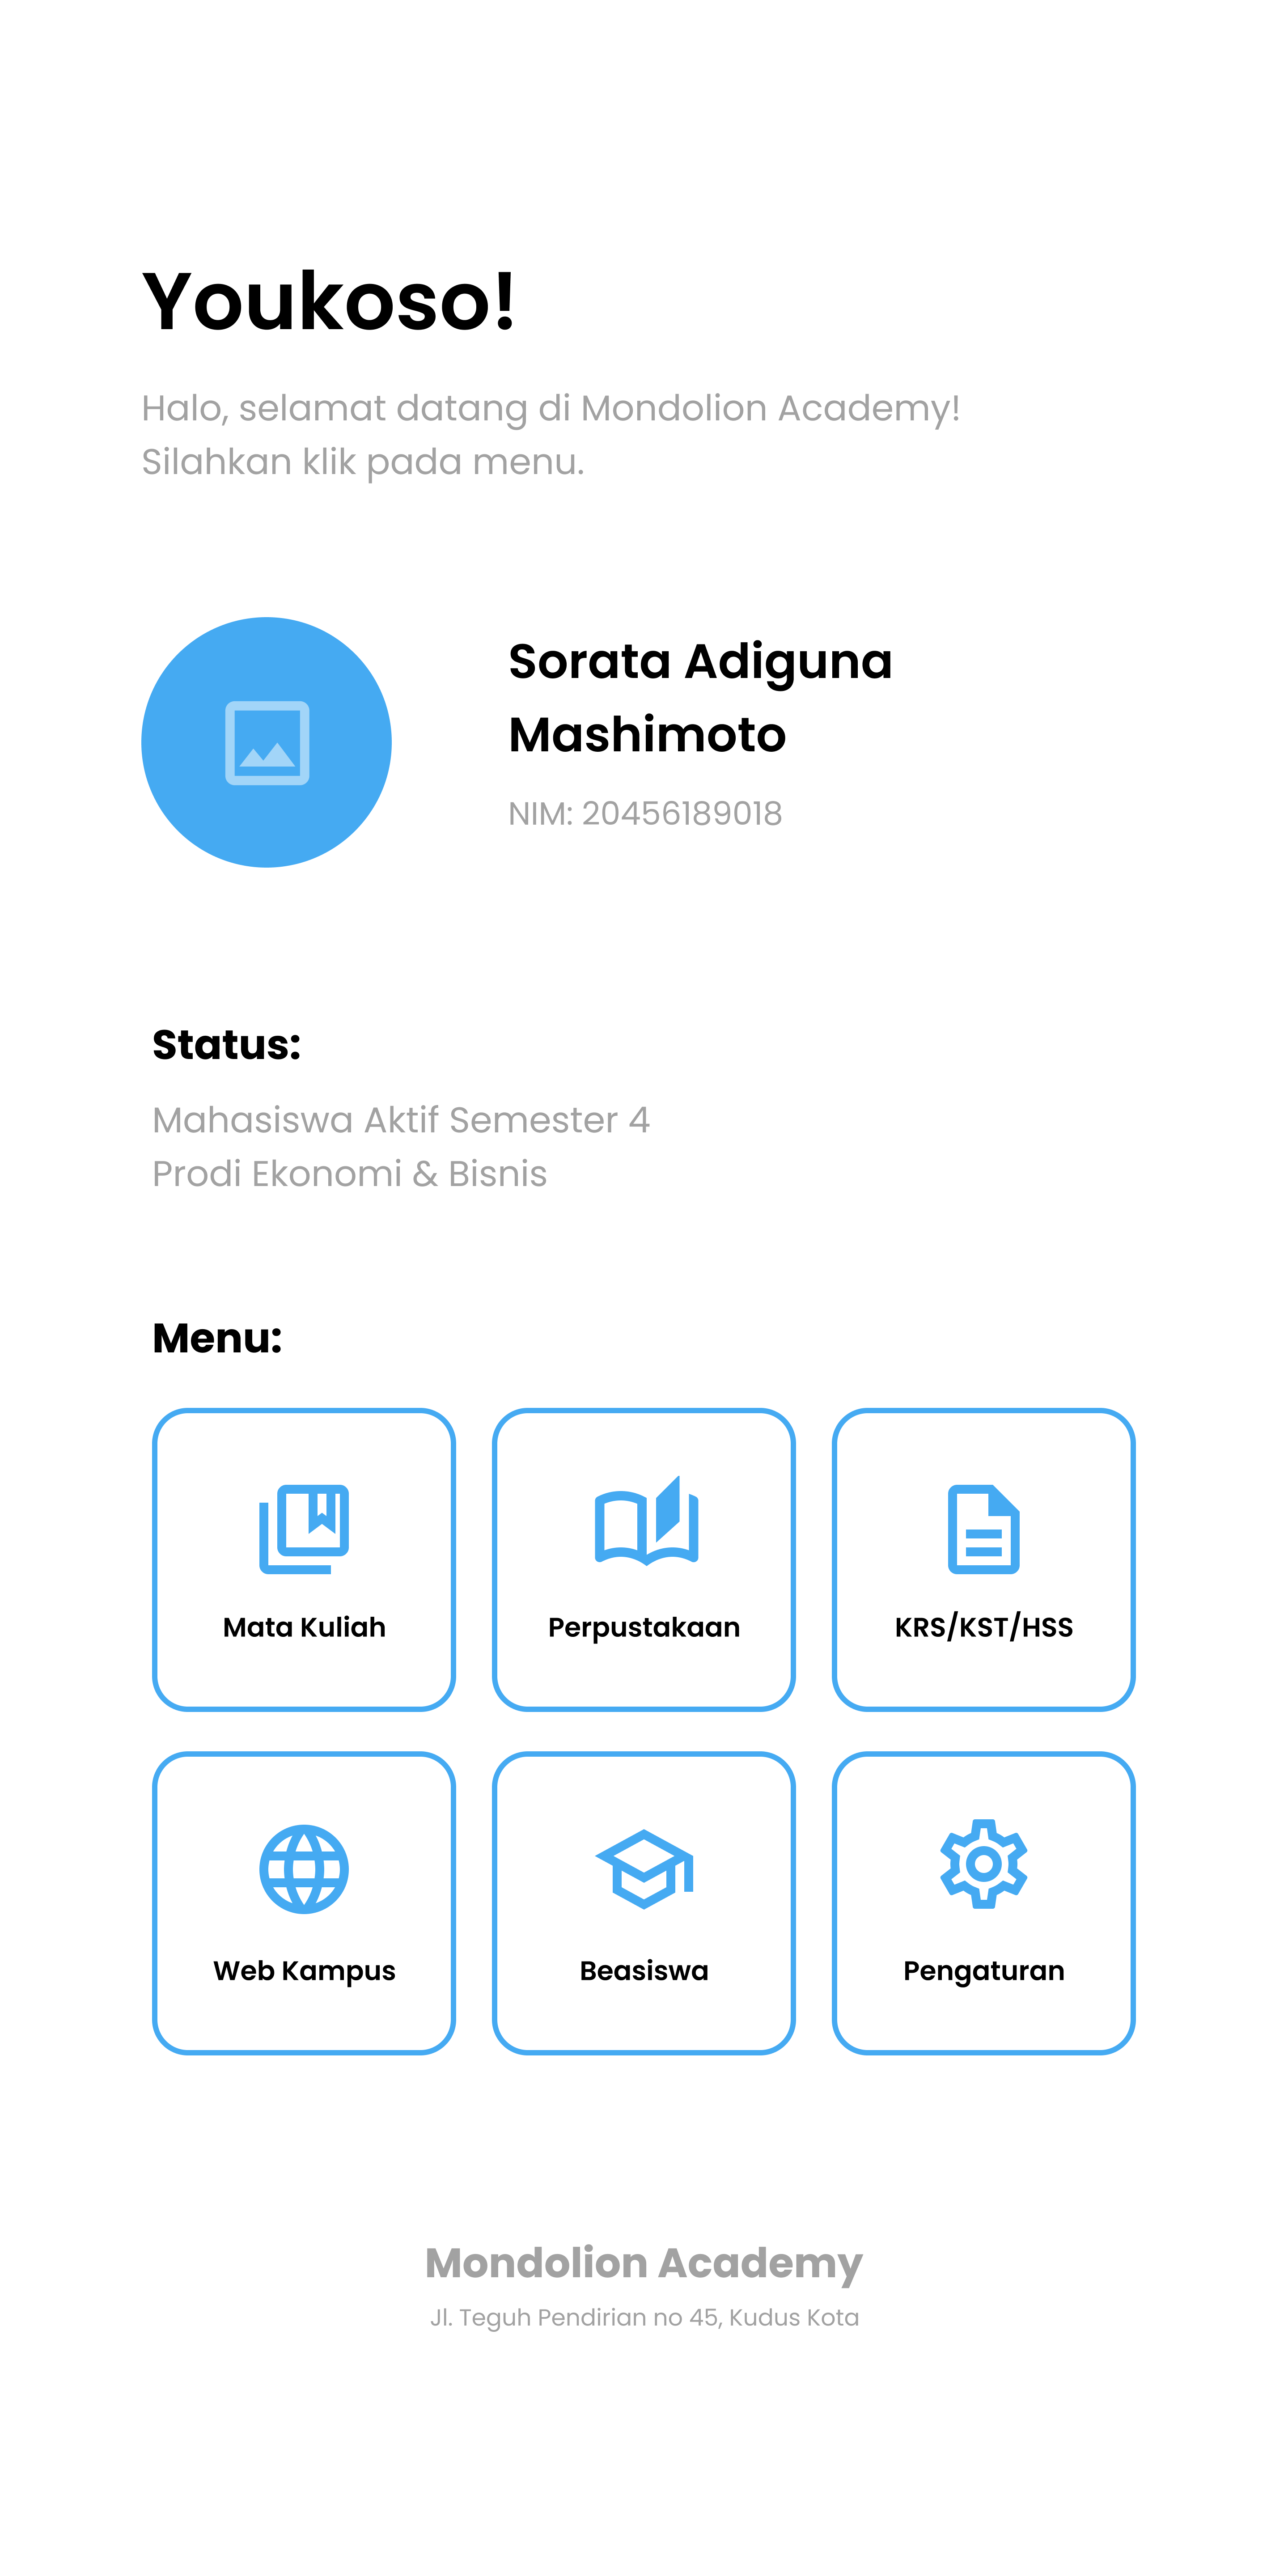 Youkoso!
Halo, selamat datang di Mondolion Academy!
Silahkan klik pada menu.
Sorata Adiguna
Mashimoto
NIM: 20456189018
Status:
Mahasiswa Aktif Semester 4
Prodi Ekonomi & Bisnis
Menu:
Mata Kuliah
Perpustakaan
KRS/KST/HSS
Web Kampus
Beasiswa
Pengaturan
Mondolion Academy
Jl. Teguh Pendirian no 45, Kudus Kota